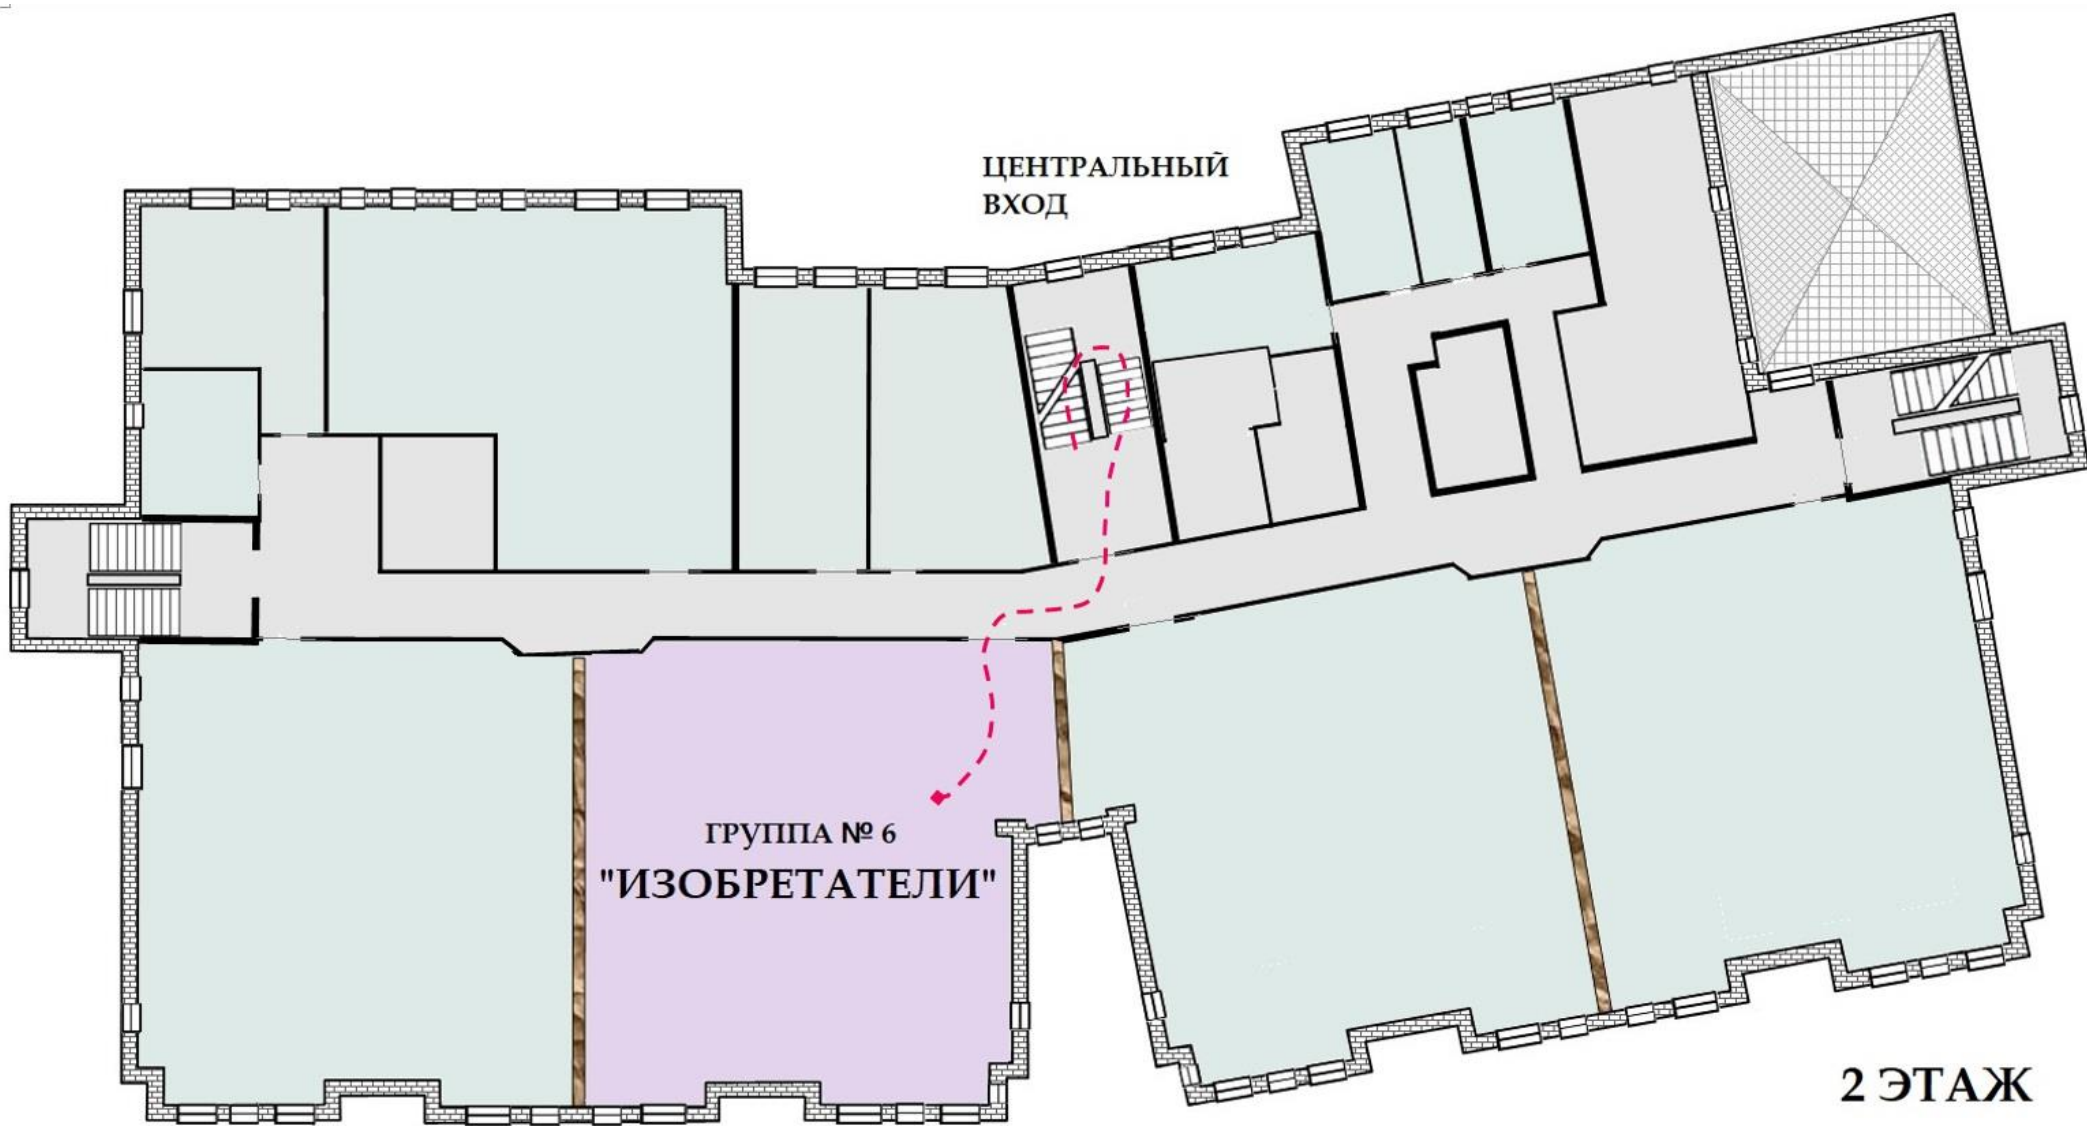 ЦЕНТРАЛЬНЫЙ
ВХОД
ГРУППА № 6
"ИЗОБРЕТАТЕЛИ"
2 ЭТАЖ